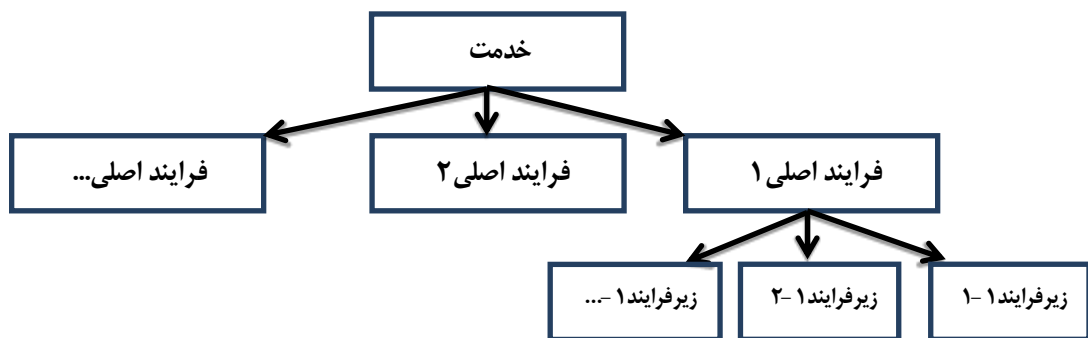 خدمت
فرایند اصلی۱
فرایند اصلی۲
فرایند اصلی...
زیرفرایند۱ -۱
زیرفرایند۱ -۲
زیرفرایند۱ -...